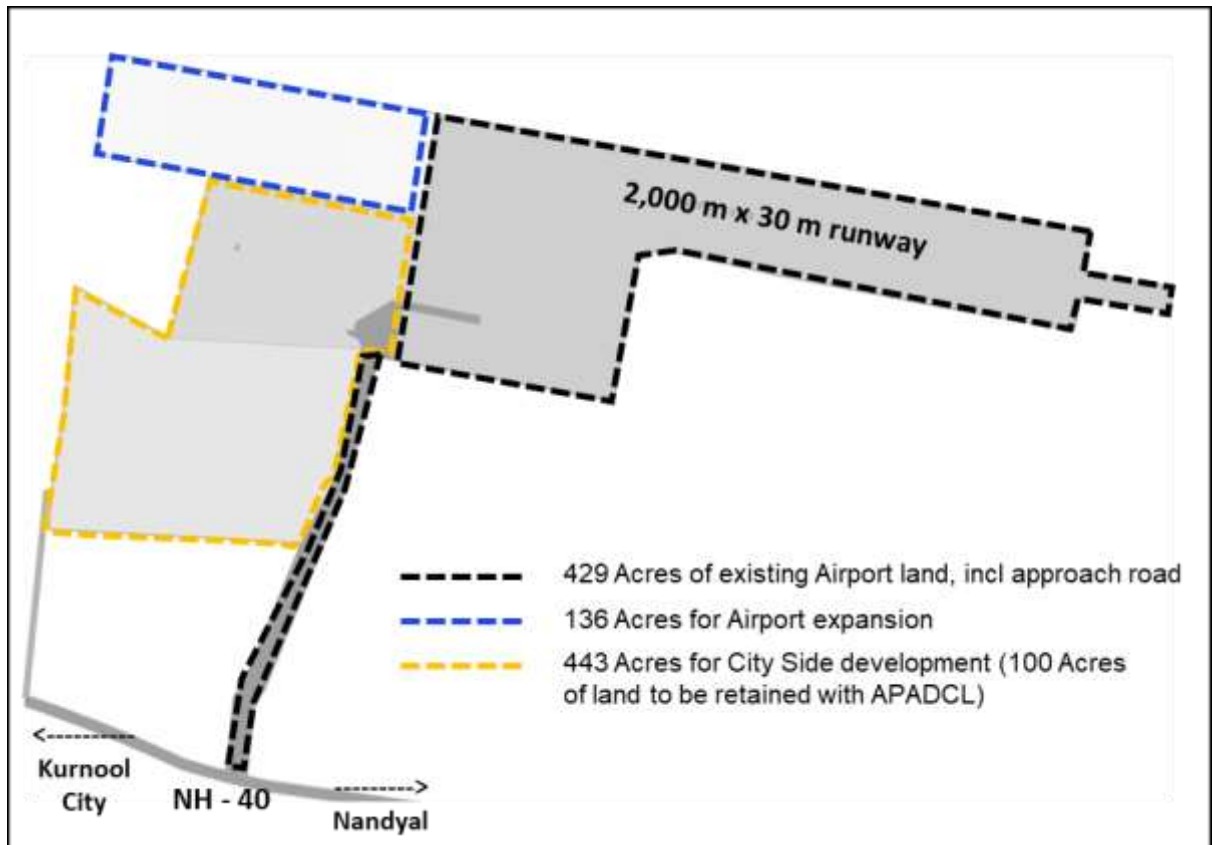 2,000 m x 30 m runway
429 Acres of existing Airport land, incl approach road
136 Acres for Airport expansion
443 Acres for City Side development (100 Acres
of land to be retained with APADCL)
Kurnool
City
NH - 40
Nandyal